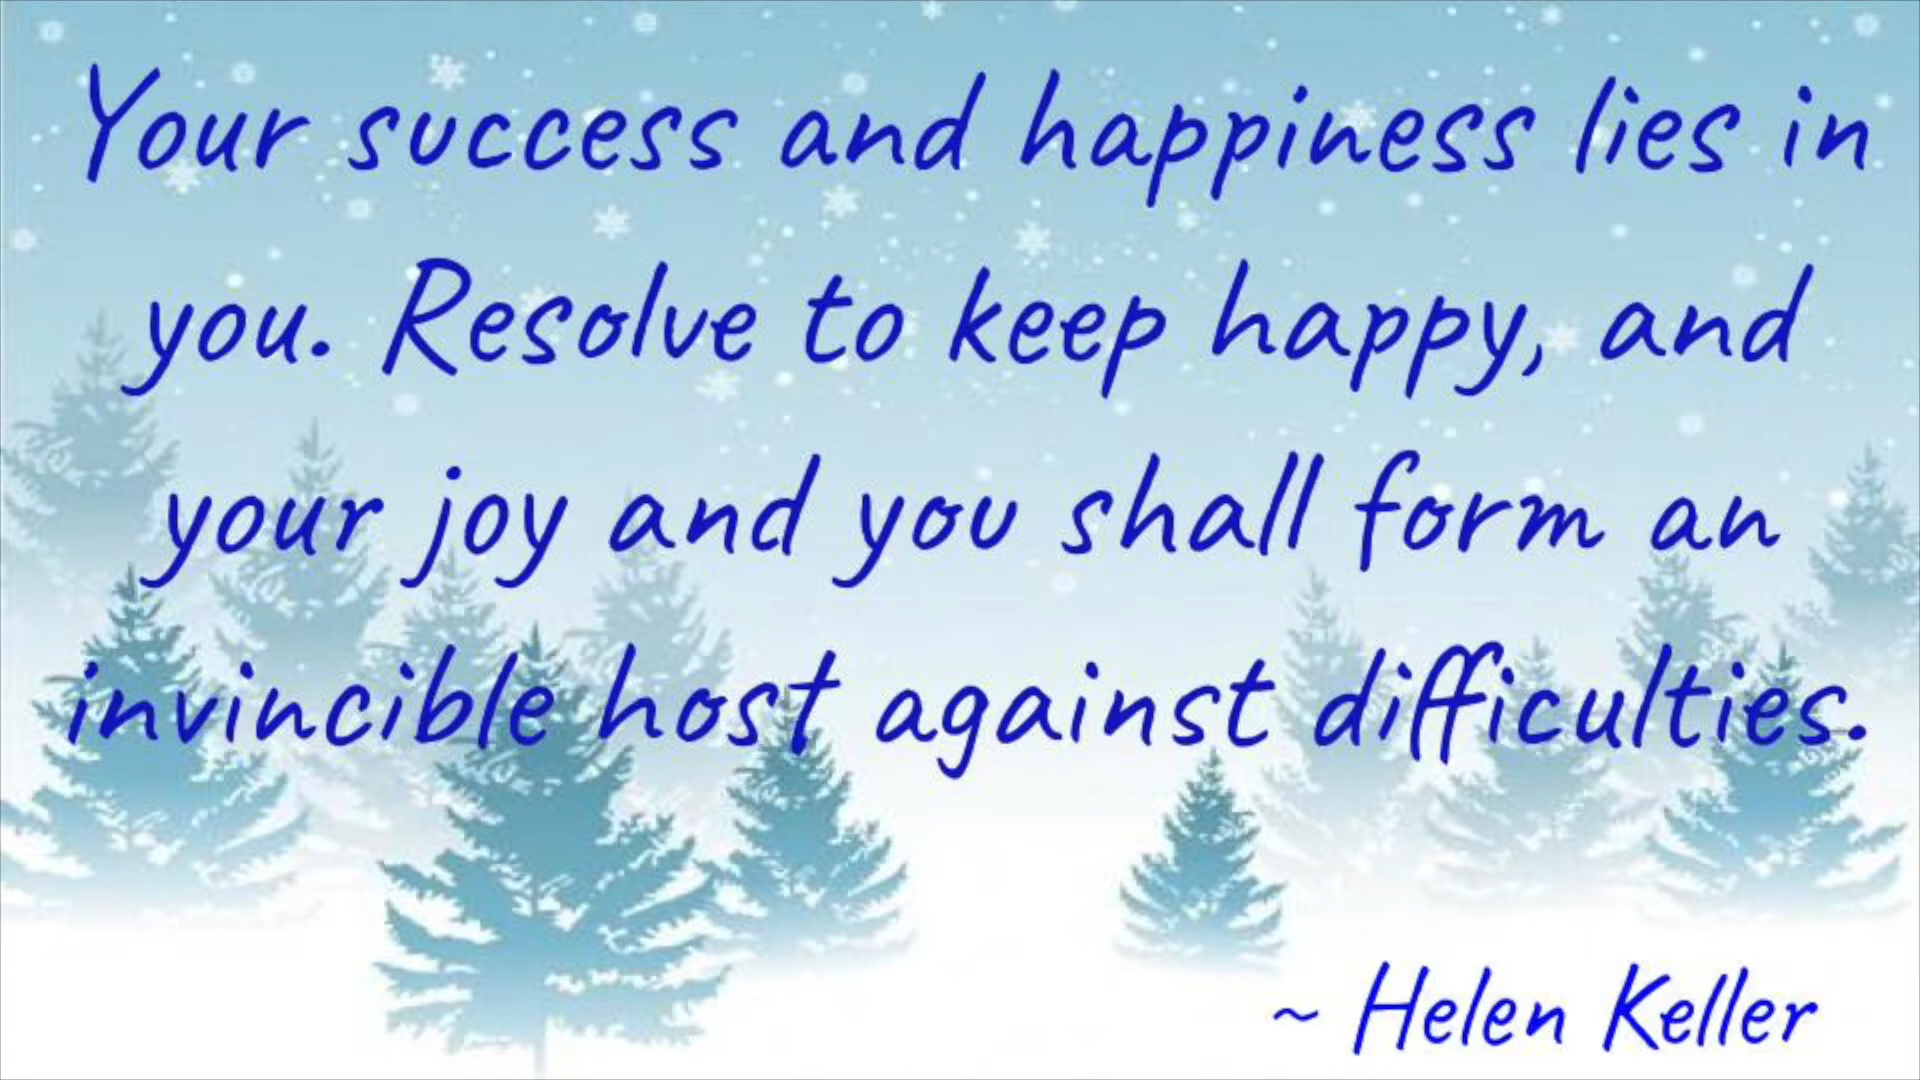 Your success and happiness lies in
you. Resolve to keep happy, and
your joy and you shall form an
invincible host against difficulties.
~ Helen Keller